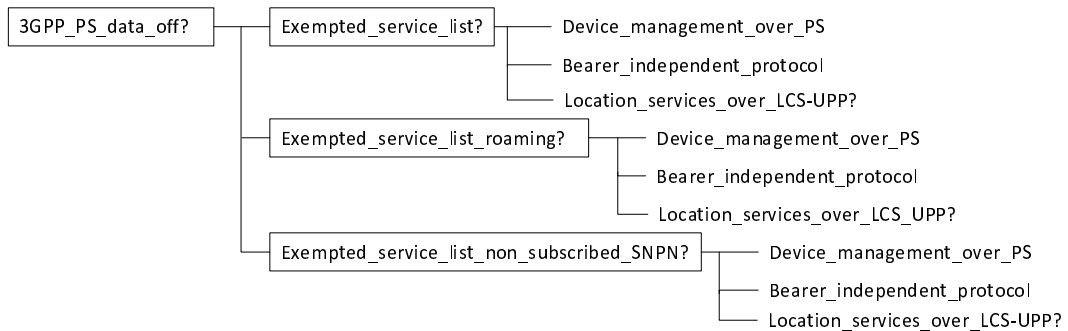 3GPP_PS_data_off?
Exempted_service_list?
Device_management_over_PS
Bearer_independent_protocol
Location_services_over_LCS-UPP?
Exempted_service_list_roaming?
Device_management_over_PS
Bearer_independent_protocol
Location_services_over_LCS_UPP?
Exempted_service_list_non_subscribed_SNPN?
Device_management_over_PS
Bearer_independent_protocol
Location_services_over_LCS-UPP?